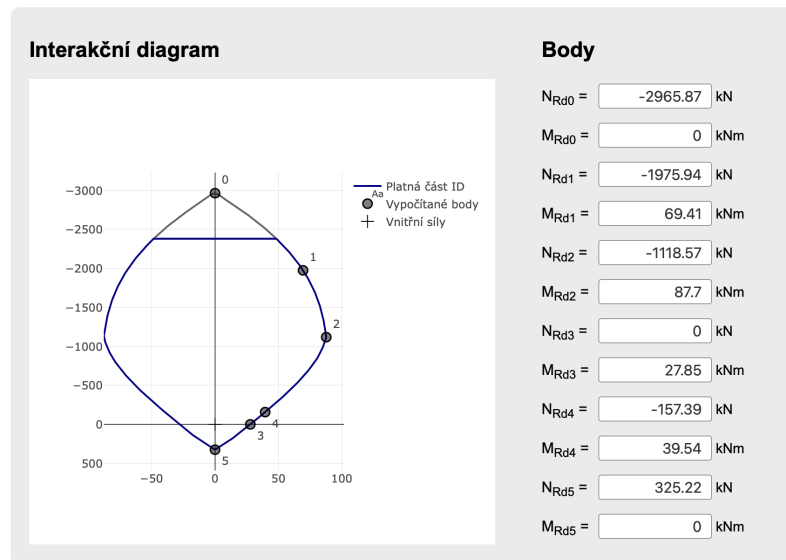 Interakční diagram
Body
−3000
−2500
−2000
−1500
−1000
−500
0
500
−50
0
50
100
0
1
2
3
4
5
Platná část ID
Aa
Vypočítané body
Vnitřní síly
NRd0 = -2965.87 kN
MRd0 = 0 kNm
NRd1 = -1975.94 kN
MRd1 = 69.41 kNm
NRd2 = -1118.57 kN
MRd2 = 87.7 kNm
NRd3 = 0 kN
MRd3 = 27.85 kNm
NRd4 = -157.39 kN
MRd4 = 39.54 kNm
NRd5 = 325.22 kN
MRd5 = 0 kNm